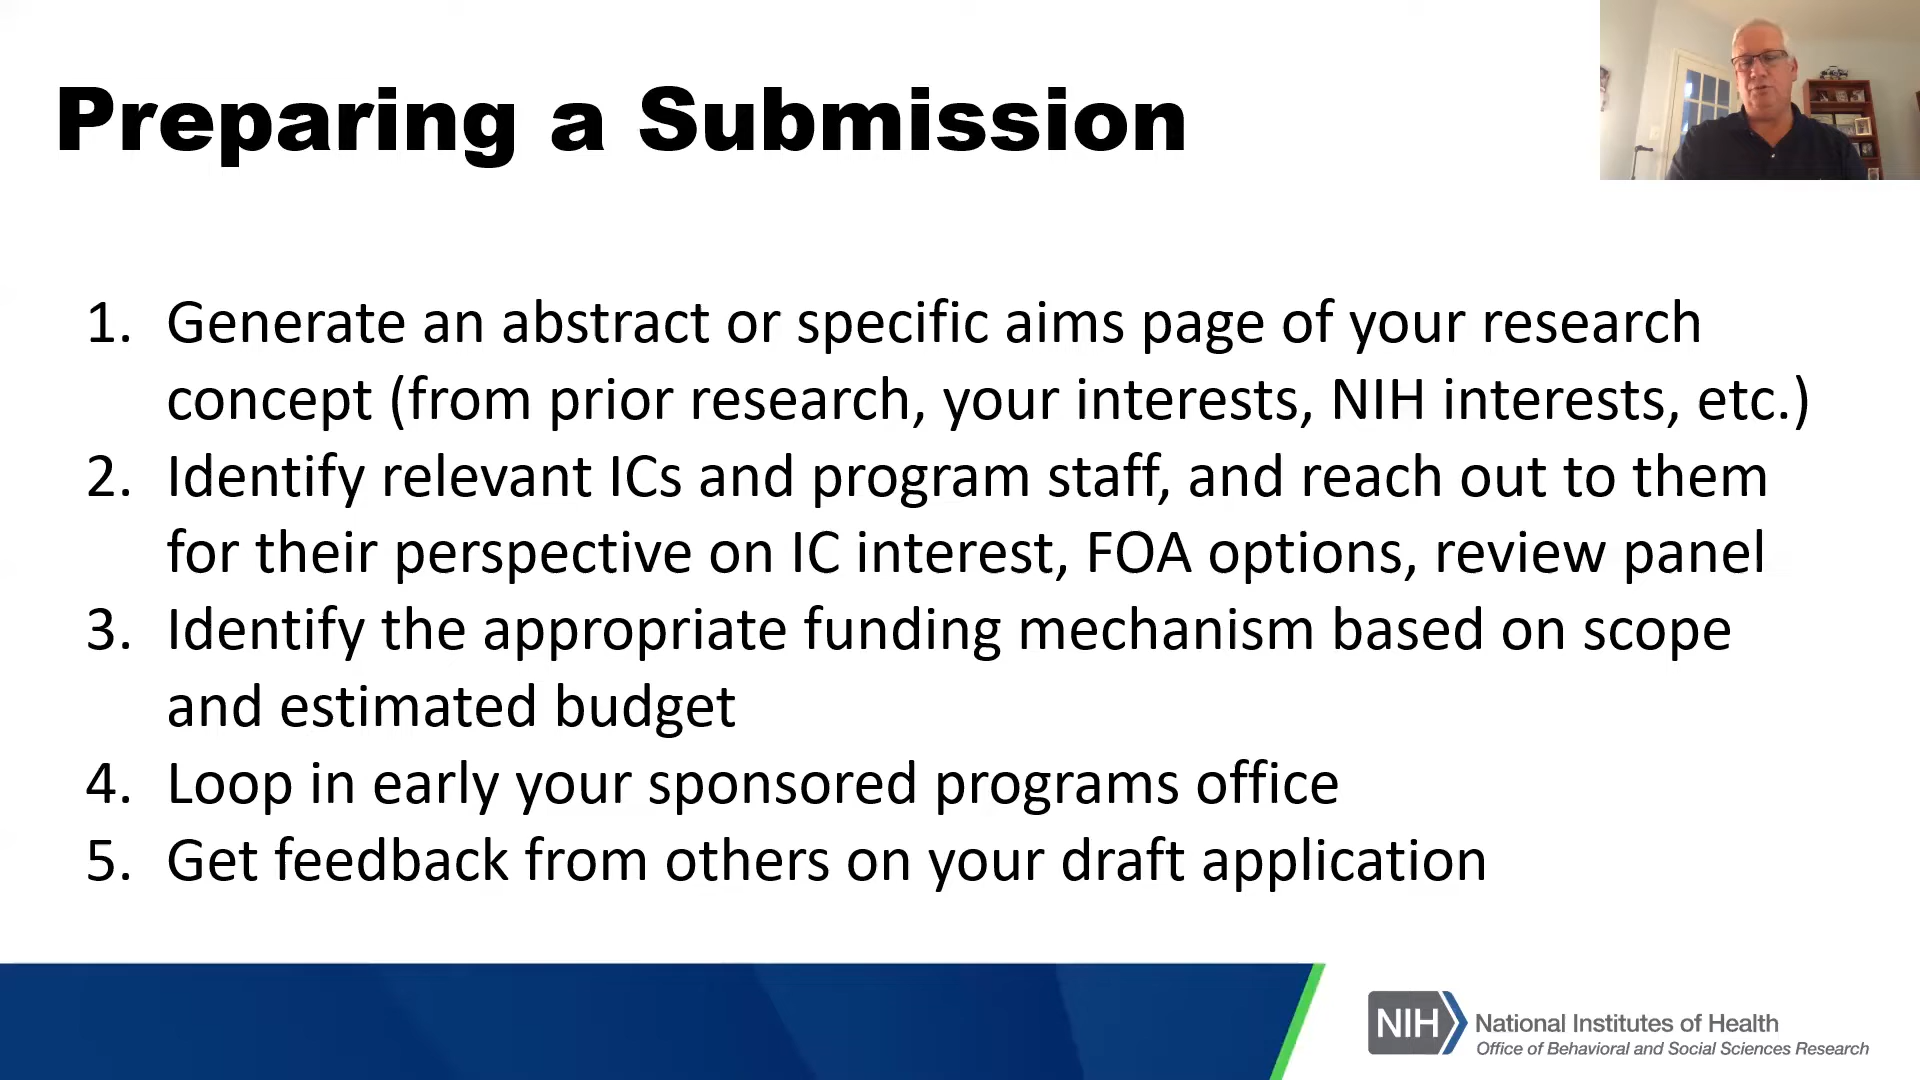 Preparing a Submission
1. Generate an abstract or specific aims page of your research
concept (from prior research, your interests, NIH interests, etc.)
2. Identify relevant ICs and program staff, and reach out to them
for their perspective on IC interest, FOA options, review panel
3. Identify the appropriate funding mechanism based on scope
and estimated budget
4. Loop in early your sponsored programs office
5. Get feedback from others on your draft application
NIH National Institutes of Health
Office of Behavioral and Social Sciences Research